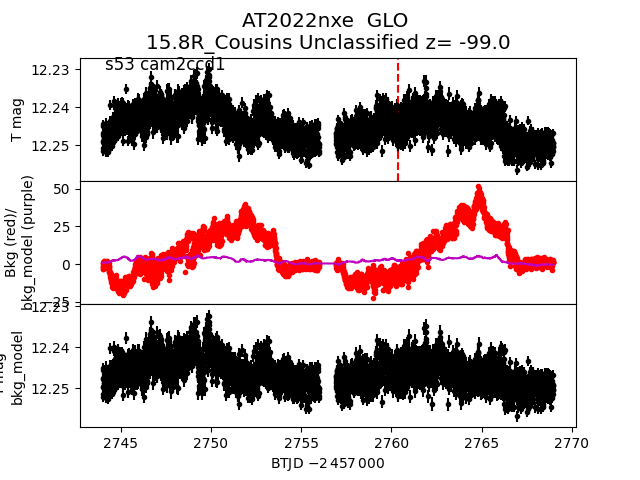 AT2022nxe  GLO
15.8R_Cousins Unclassified z= -99.0
s53 cam2ccd1
12.23
12.24
12.25
T mag
50
25
0
−25
Bkg (red)/
bkg_model (purple)
12.23
12.24
12.25
bkg_model
2745
2750
2755
2760
2765
2770
BTJD −2 457 000